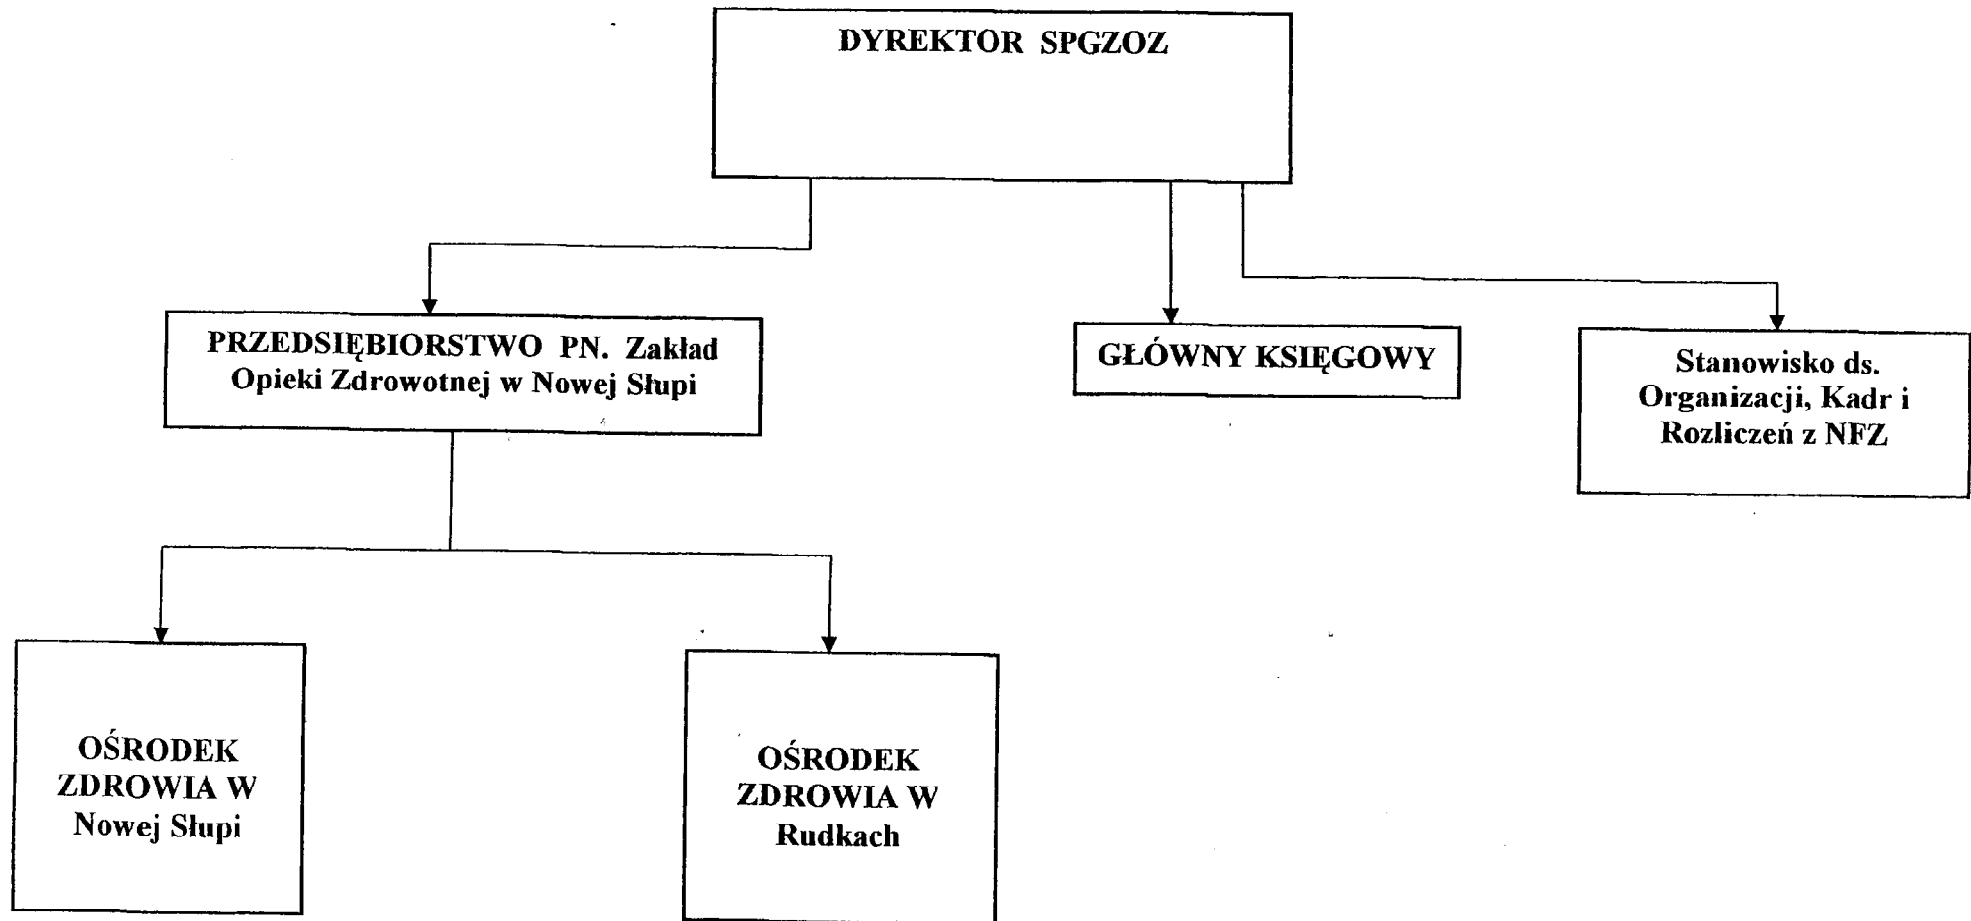 DYREKTOR SPGZOZ
PRZEDSIĘBIORSTWO PN. Zakład
Opieki Zdrowotnej w Nowej Słupi
GŁÓWNY KSIĘGOWY
Stanowisko ds.
Organizacji, Kadr i
Rozliczeń z NFZ
OŚRODEK
ZDROWIA W
Nowej Słupi
OŚRODEK
ZDROWIA W
Rudkach